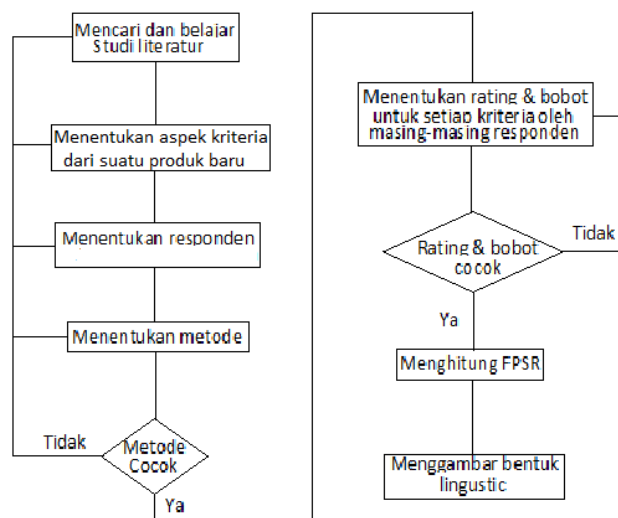 Mencari dan belajar
Studi literatur
Menentukan aspek kriteria
dari suatu produk baru
Menentukan responden
Menentukan metode
Tidak
Metode
Cocok
Ya
Menentukan rating & bobot
untuk setiap kriteria oleh
masing-masing responden
Tidak
Rating & bobot
cocok
Ya
Menghitung FPSR
Menggambar bentuk
lingustic